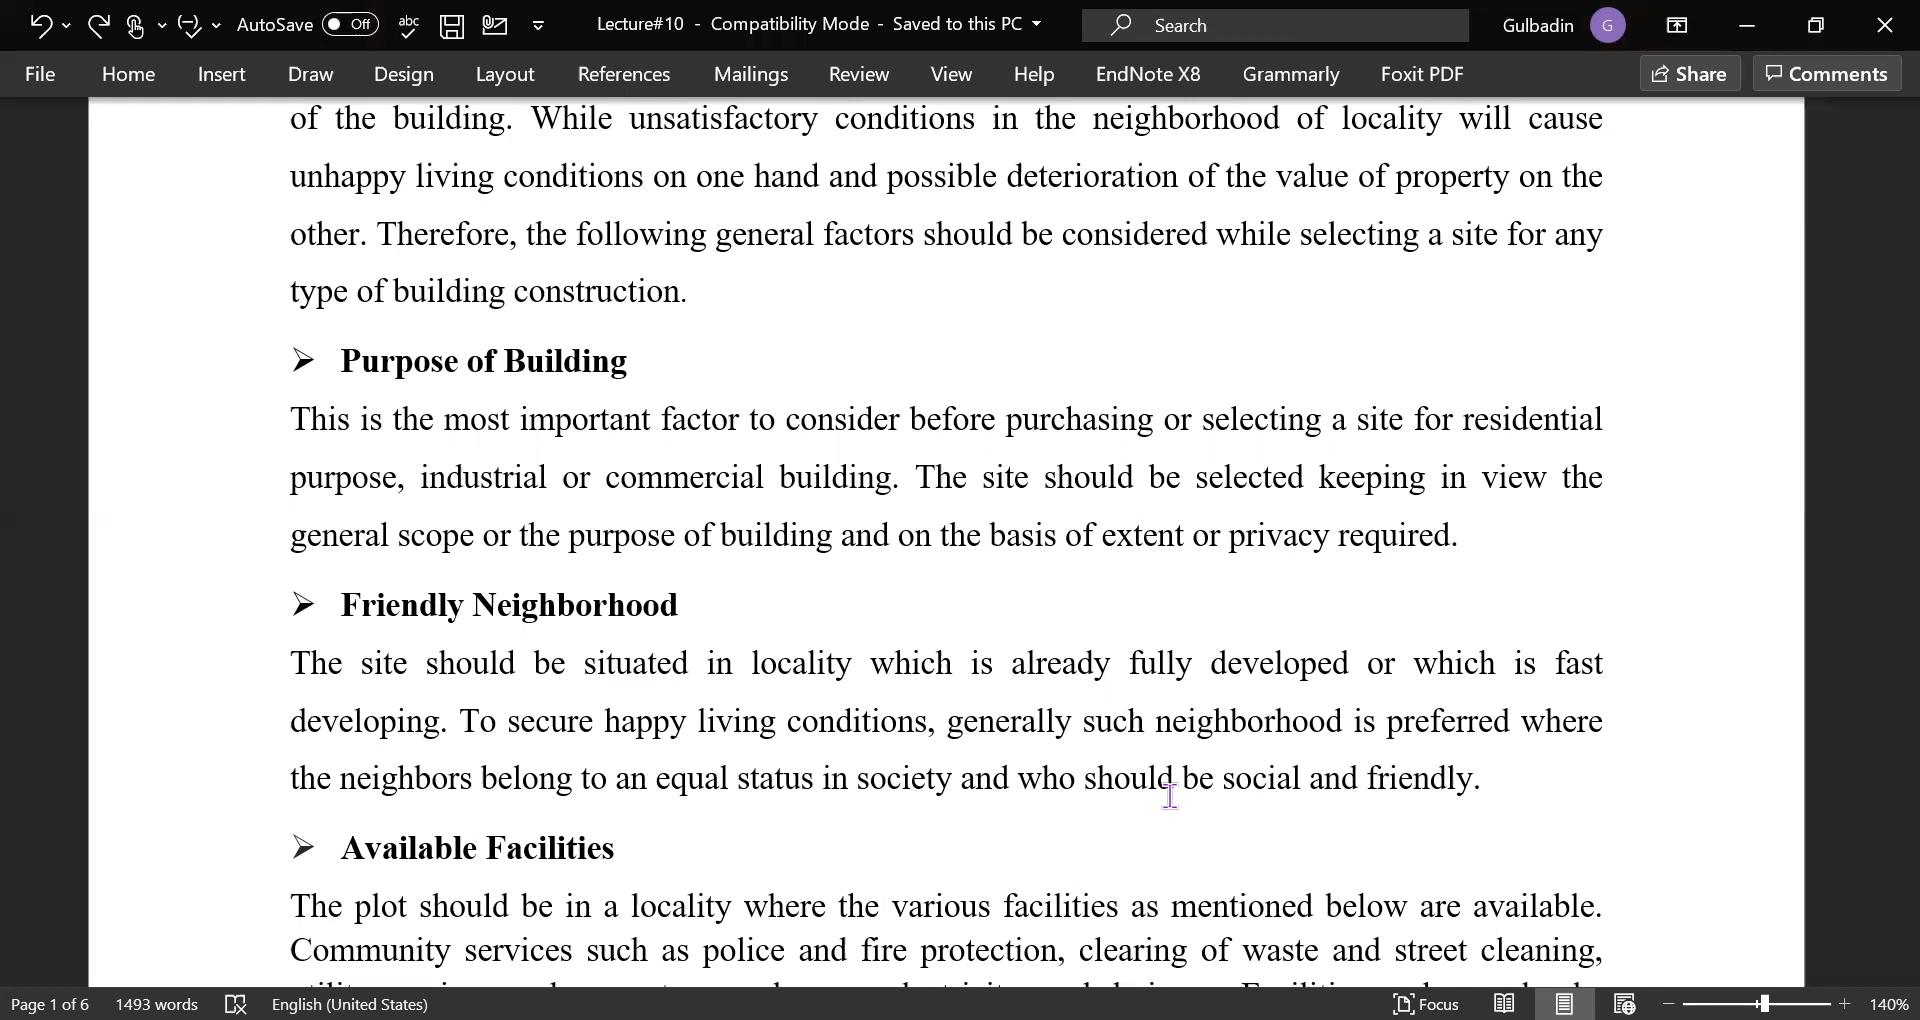 AutoSave Off abc Lecture#10 - Compatibility Mode - Saved to this PC Search Gulbadin G
File Home Insert Draw Design Layout References Mailings Review View Help EndNote X8 Grammarly Foxit PDF Share Comments
of the building. While unsatisfactory conditions in the neighborhood of locality will cause
unhappy living conditions on one hand and possible deterioration of the value of property on the
other. Therefore, the following general factors should be considered while selecting a site for any
type of building construction.
➢ Purpose of Building
This is the most important factor to consider before purchasing or selecting a site for residential
purpose, industrial or commercial building. The site should be selected keeping in view the
general scope or the purpose of building and on the basis of extent or privacy required.
➢ Friendly Neighborhood
The site should be situated in locality which is already fully developed or which is fast
developing. To secure happy living conditions, generally such neighborhood is preferred where
the neighbors belong to an equal status in society and who should be social and friendly.
➢ Available Facilities
The plot should be in a locality where the various facilities as mentioned below are available.
Community services such as police and fire protection, clearing of waste and street cleaning,
Page 1 of 6 1493 words English (United States) Focus 140%